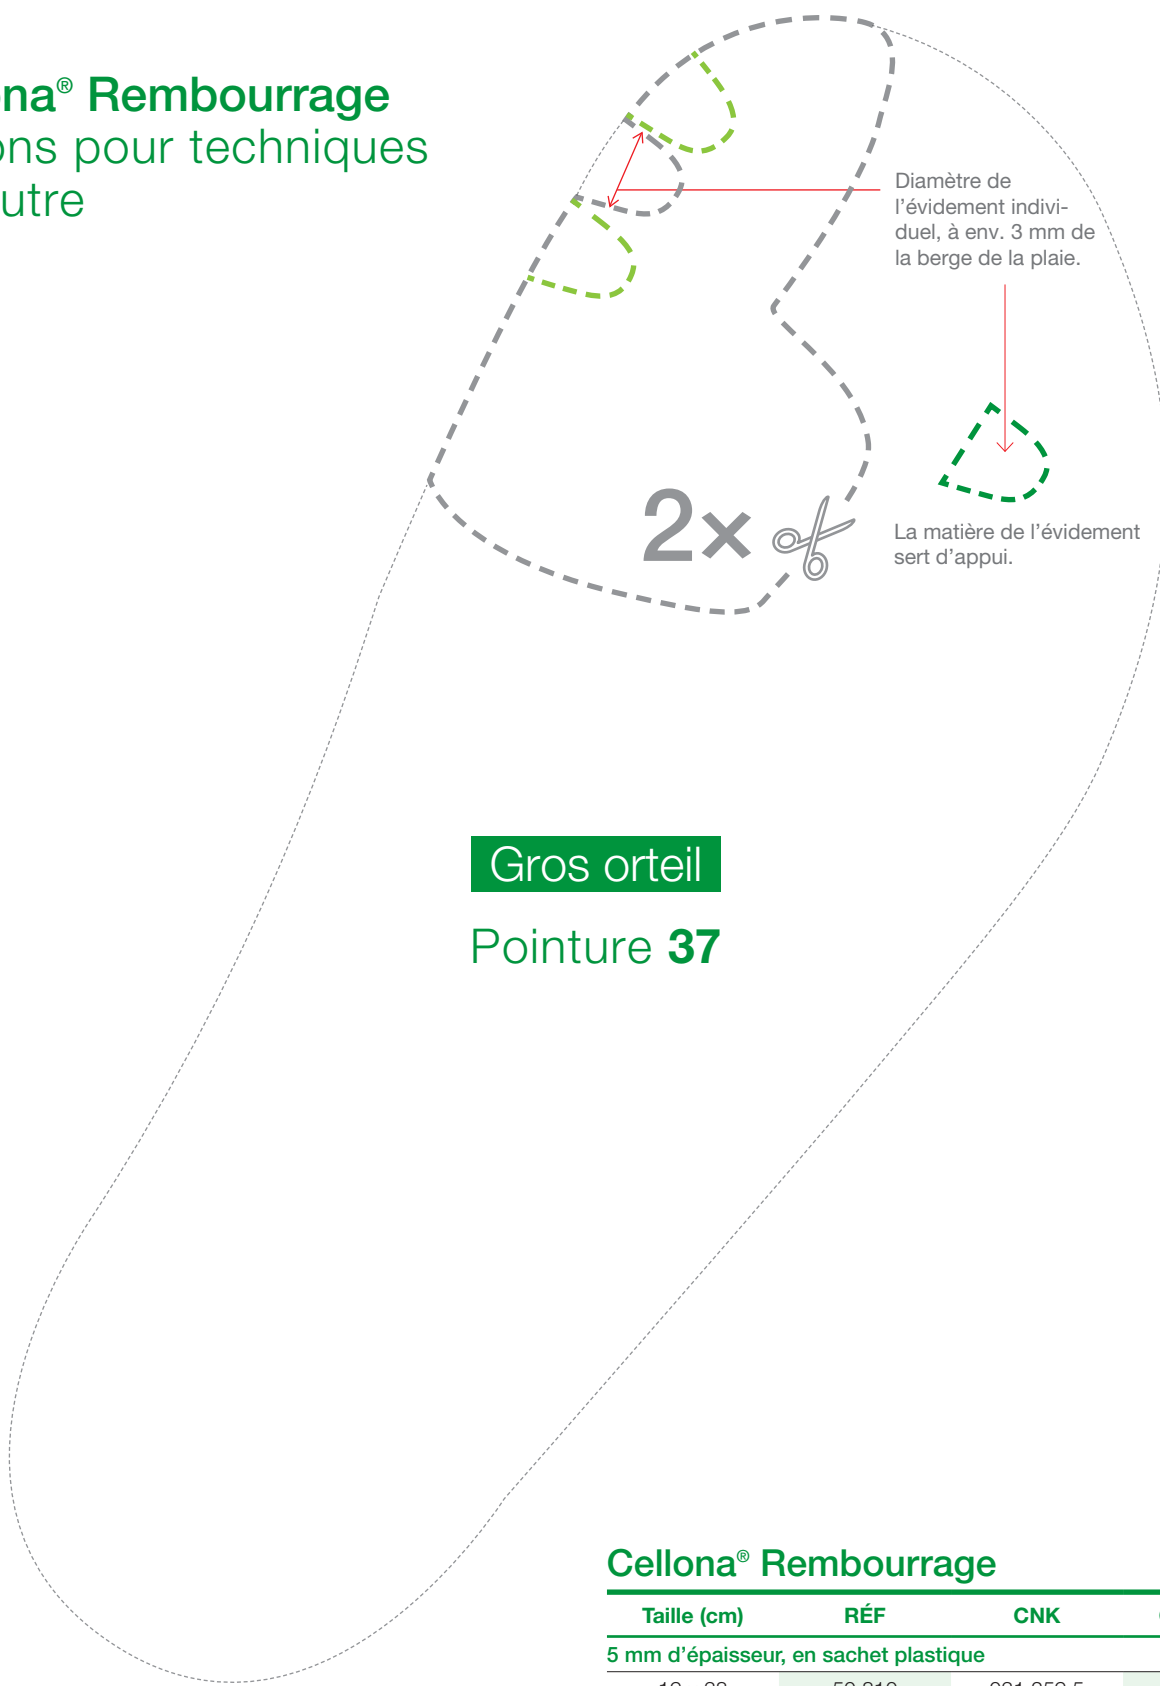 na® Rembourrage
ns pour techniques
utre
Diamètre de
l’évidement indivi-
duel, à env. 3 mm de
la berge de la plaie.
2×
La matière de l’évidement
sert d’appui.
Gros orteil
Pointure 37
Cellona® Rembourrage
Taille (cm) RÉF CNK
5 mm d’épaisseur, en sachet plastique